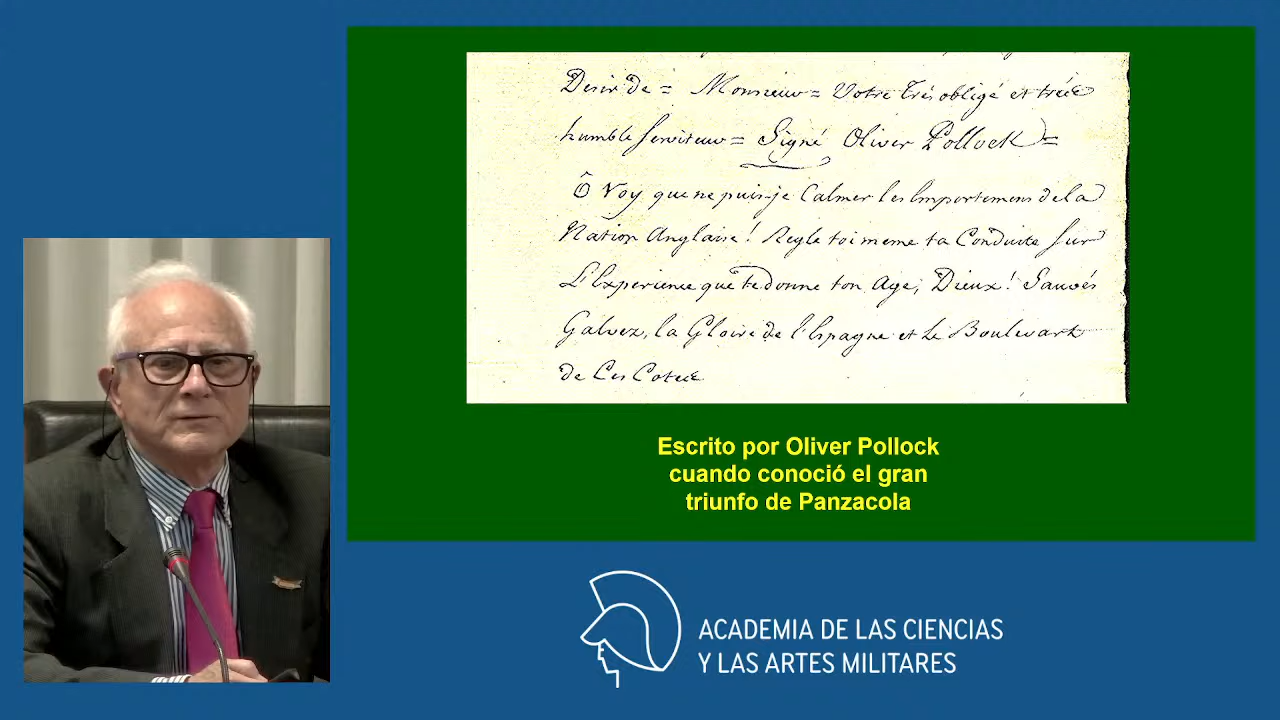 Desir de = Monsieur = Votre Trés obligé et trée
humble serviteur = Signé Oliver Pollock =
Ô Voy que ne puis-je Calmer les Emportemens de la
Nation Anglaise! Regle toi meme ta Conduite sur
L'Experience que te donne ton Age, Dieux! Sauvés
Galvez, la Gloire de l'Espagne et le Boulevart
de Ces Cotes
Escrito por Oliver Pollock
cuando conoció el gran
triunfo de Panzacola
ACADEMIA DE LAS CIENCIAS
Y LAS ARTES MILITARES